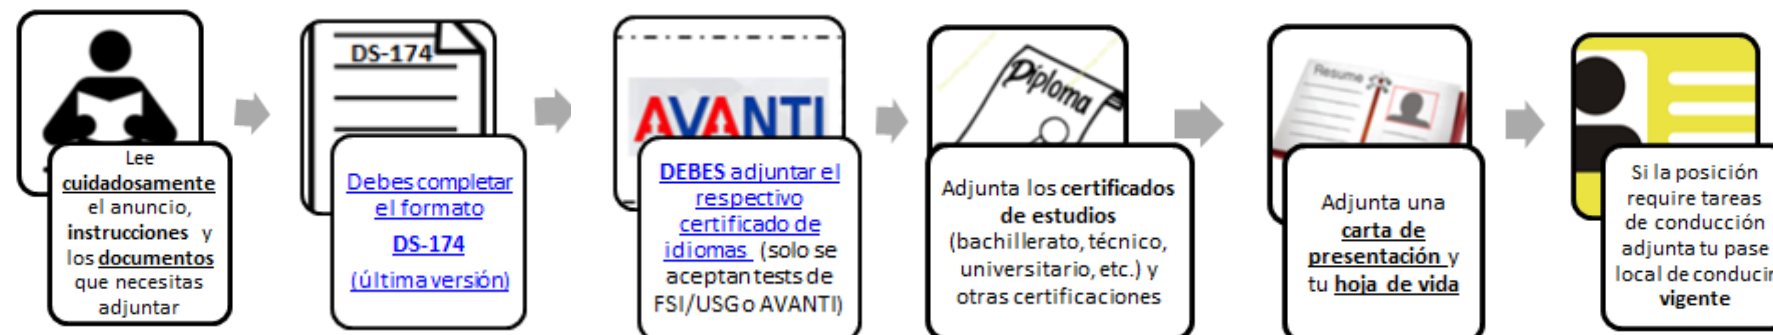 Lee
cuidadosamente
el anuncio,
instrucciones y
los documentos
que necesitas
adjuntar
DS-174
Debes completar
el formato
DS-174
(última versión)
AVANTI
DEBES adjuntar el
respectivo
certificado de
idiomas (solo se
aceptan tests de
FSI/USG o AVANTI)
Diploma
Adjunta los certificados
de estudios
(bachillerato, técnico,
universitario, etc.) y
otras certificaciones
Resume
Adjunta una
carta de
presentación y
tu hoja de vida
Si la posición
require tareas
de conducción
adjunta tu pase
local de conducir
vigente